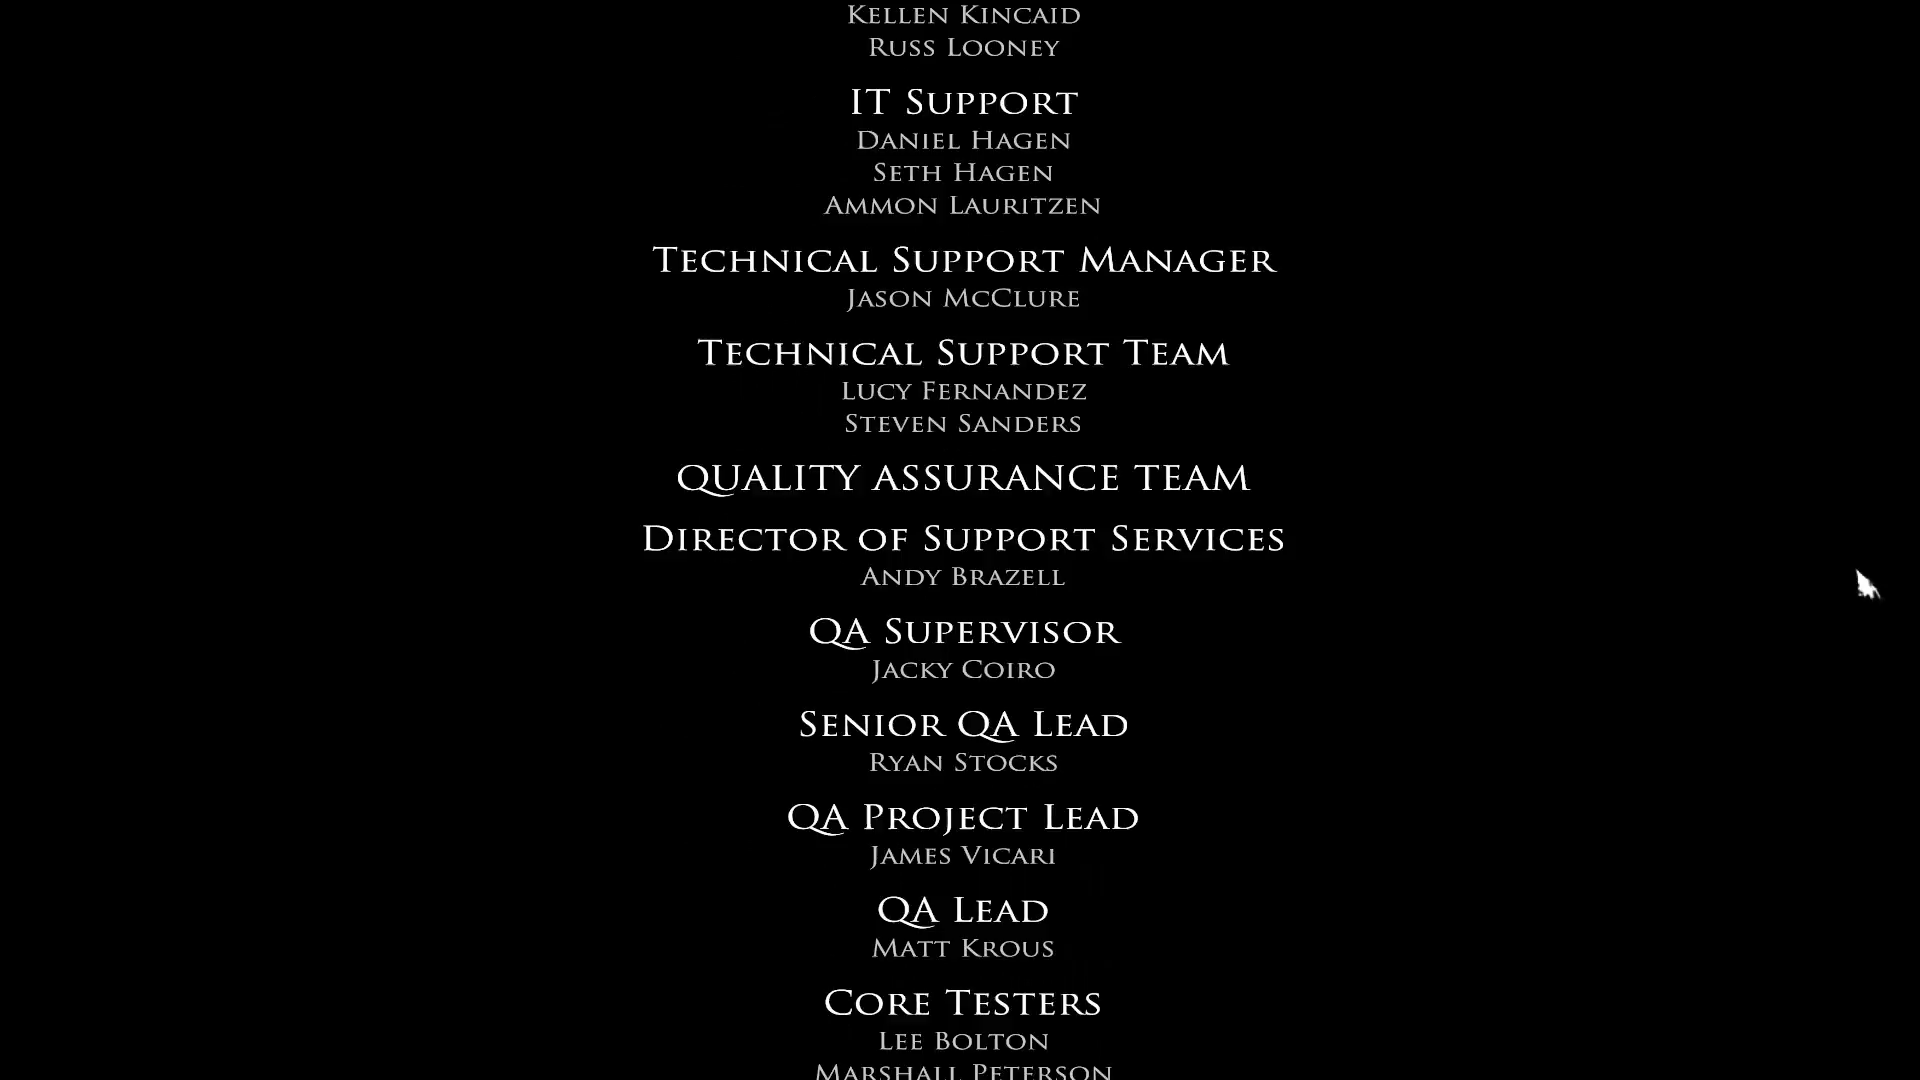 Kellen Kincaid
Russ Looney
IT Support
Daniel Hagen
Seth Hagen
Ammon Lauritzen
Technical Support Manager
Jason McClure
Technical Support Team
Lucy Fernandez
Steven Sanders
QUALITY ASSURANCE TEAM
Director of Support Services
Andy Brazell
QA Supervisor
Jacky Coiro
Senior QA Lead
Ryan Stocks
QA Project Lead
James Vicari
QA Lead
Matt Krous
Core Testers
Lee Bolton
Marshall Peterson